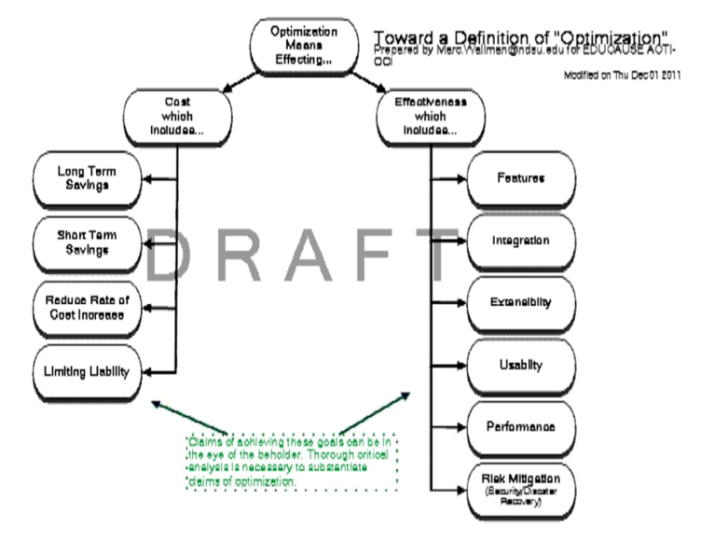 Toward a Definition of "Optimization"
Prepared by Marc.Wallman@ndsu.edu for EDUCAUSE ACTI-
CCI
Modified on Thu Dec 01 2011
Optimization
Means
Effecting...
Cost
which
includes...
Effectiveness
which
includes...
Long Term
Savings
Short Term
Savings
Reduce Rate of
Cost Increase
Limiting Liability
Features
Integration
Extensibility
Usability
Performance
Risk Mitigation
(Security/Disaster
Recovery)
DRAFT
Claims of achieving these goals can be in
the eye of the beholder. Thorough critical
analysis is necessary to substantiate
claims of optimization.